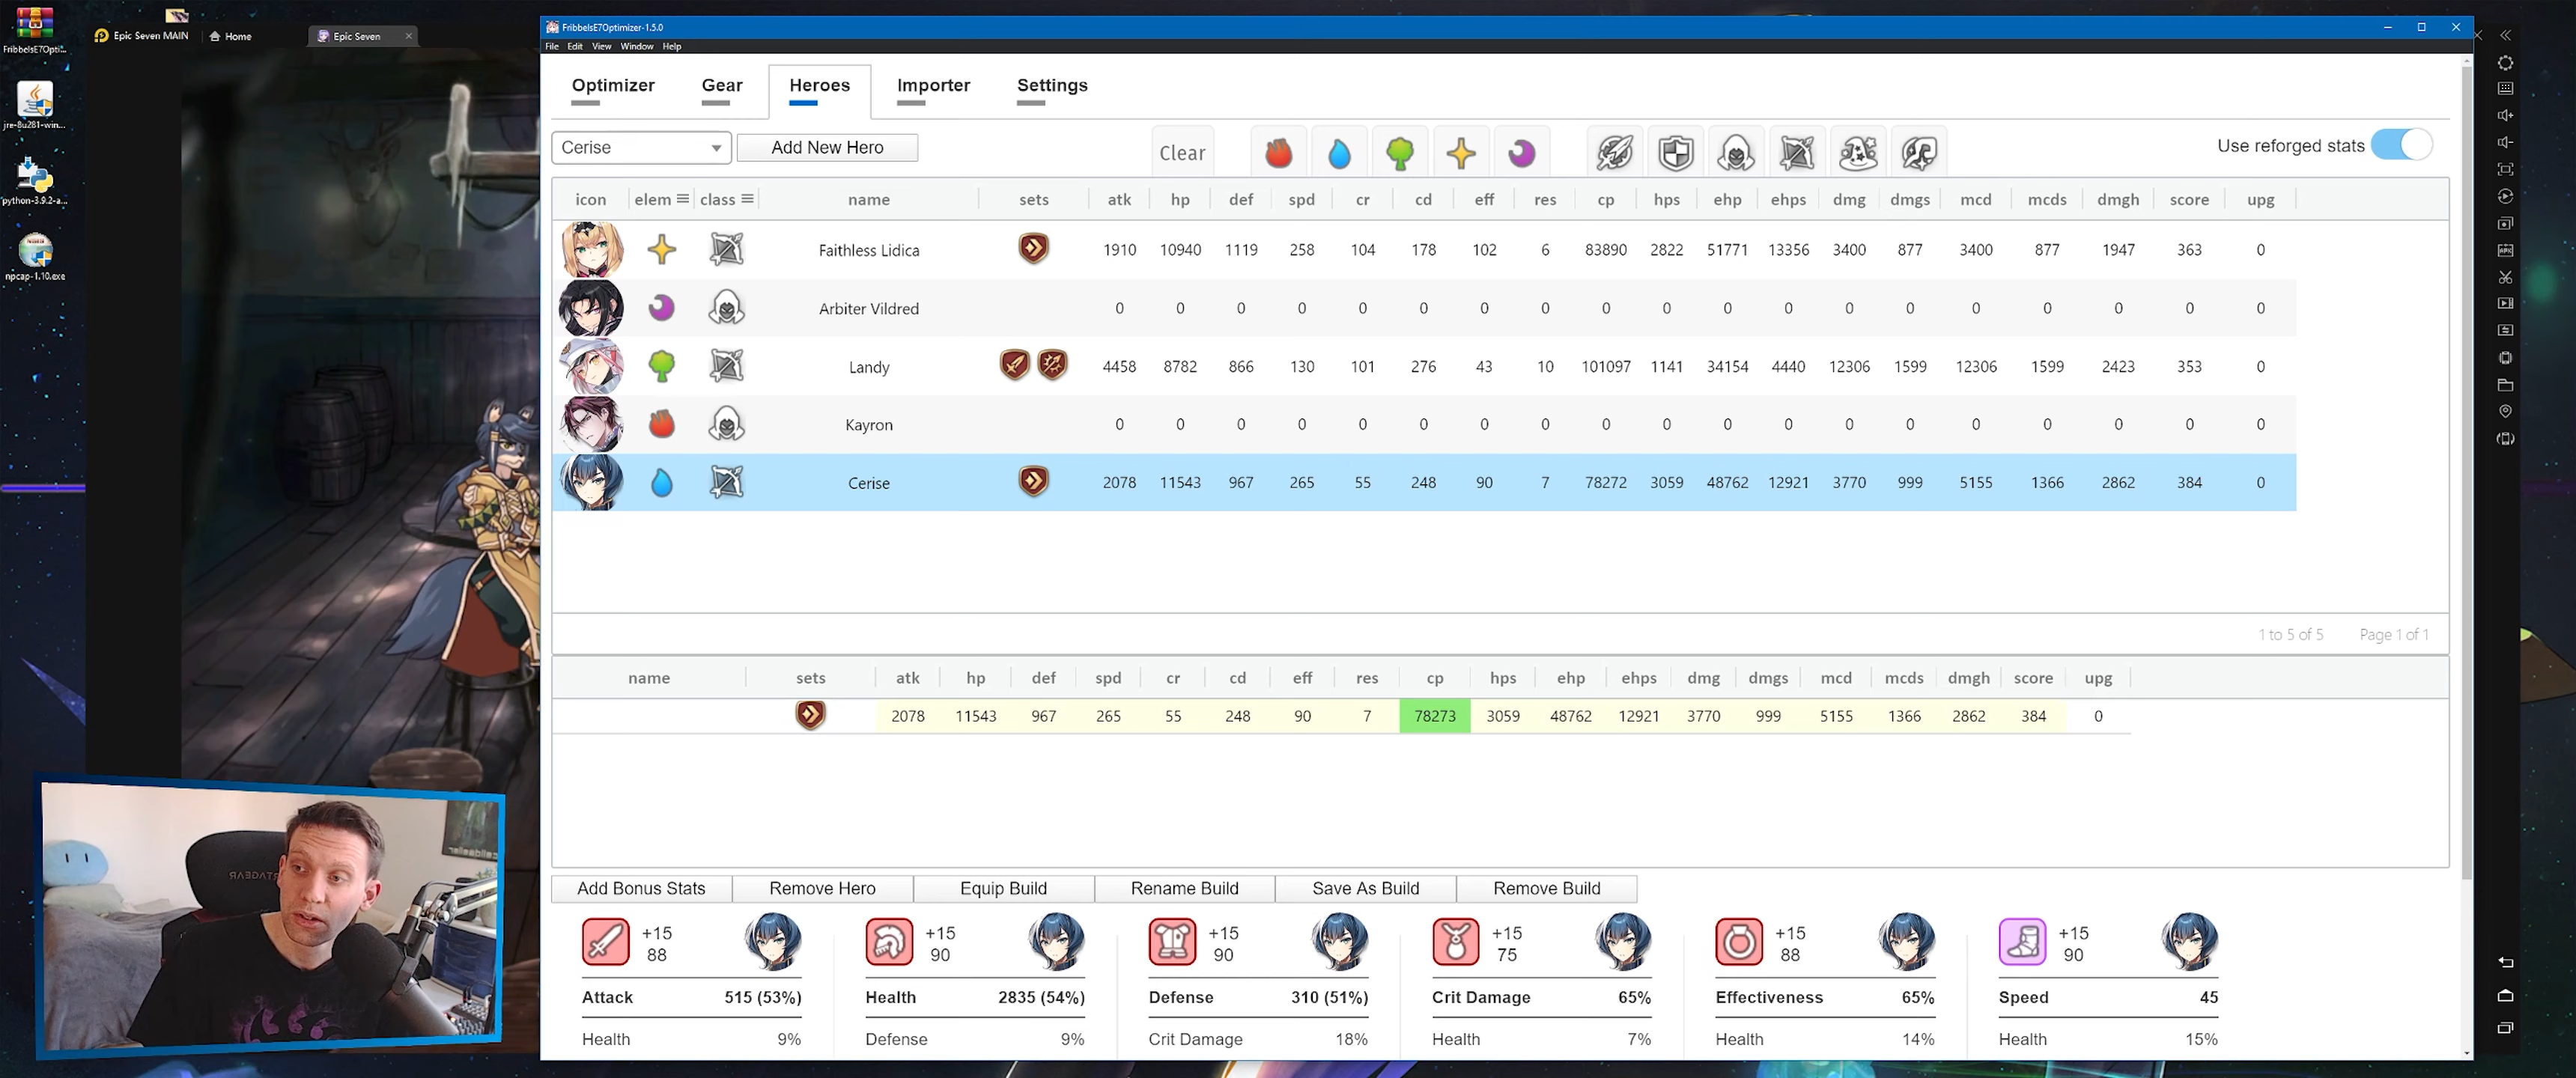 FribbelsE7Opti...
jre-8u281-win...
python-3.9.2-a...
npcap-1.10.exe
Epic Seven MAIN
Home
Epic Seven
FribbelsE7Optimizer-1.5.0
File Edit View Window Help
Optimizer Gear Heroes Importer Settings
Cerise Add New Hero Clear Use reforged stats
icon elem class name sets atk hp def spd cr cd eff res cp hps ehp ehps dmg dmgs mcd mcds dmgh score upg
Faithless Lidica 1910 10940 1119 258 104 178 102 6 83890 2822 51771 13356 3400 877 3400 877 1947 363 0
Arbiter Vildred 0 0 0 0 0 0 0 0 0 0 0 0 0 0 0 0 0 0 0
Landy 4458 8782 866 130 101 276 43 10 101097 1141 34154 4440 12306 1599 12306 1599 2423 353 0
Kayron 0 0 0 0 0 0 0 0 0 0 0 0 0 0 0 0 0 0 0
Cerise 2078 11543 967 265 55 248 90 7 78272 3059 48762 12921 3770 999 5155 1366 2862 384 0
1 to 5 of 5 Page 1 of 1
name sets atk hp def spd cr cd eff res cp hps ehp ehps dmg dmgs mcd mcds dmgh score upg
2078 11543 967 265 55 248 90 7 78273 3059 48762 12921 3770 999 5155 1366 2862 384 0
Add Bonus Stats Remove Hero Equip Build Rename Build Save As Build Remove Build
+15 +15 +15 +15 +15 +15
88 90 90 75 88 90
Attack 515 (53%) Health 2835 (54%) Defense 310 (51%) Crit Damage 65% Effectiveness 65% Speed 45
Health 9% Defense 9% Crit Damage 18% Health 7% Health 14% Health 15%